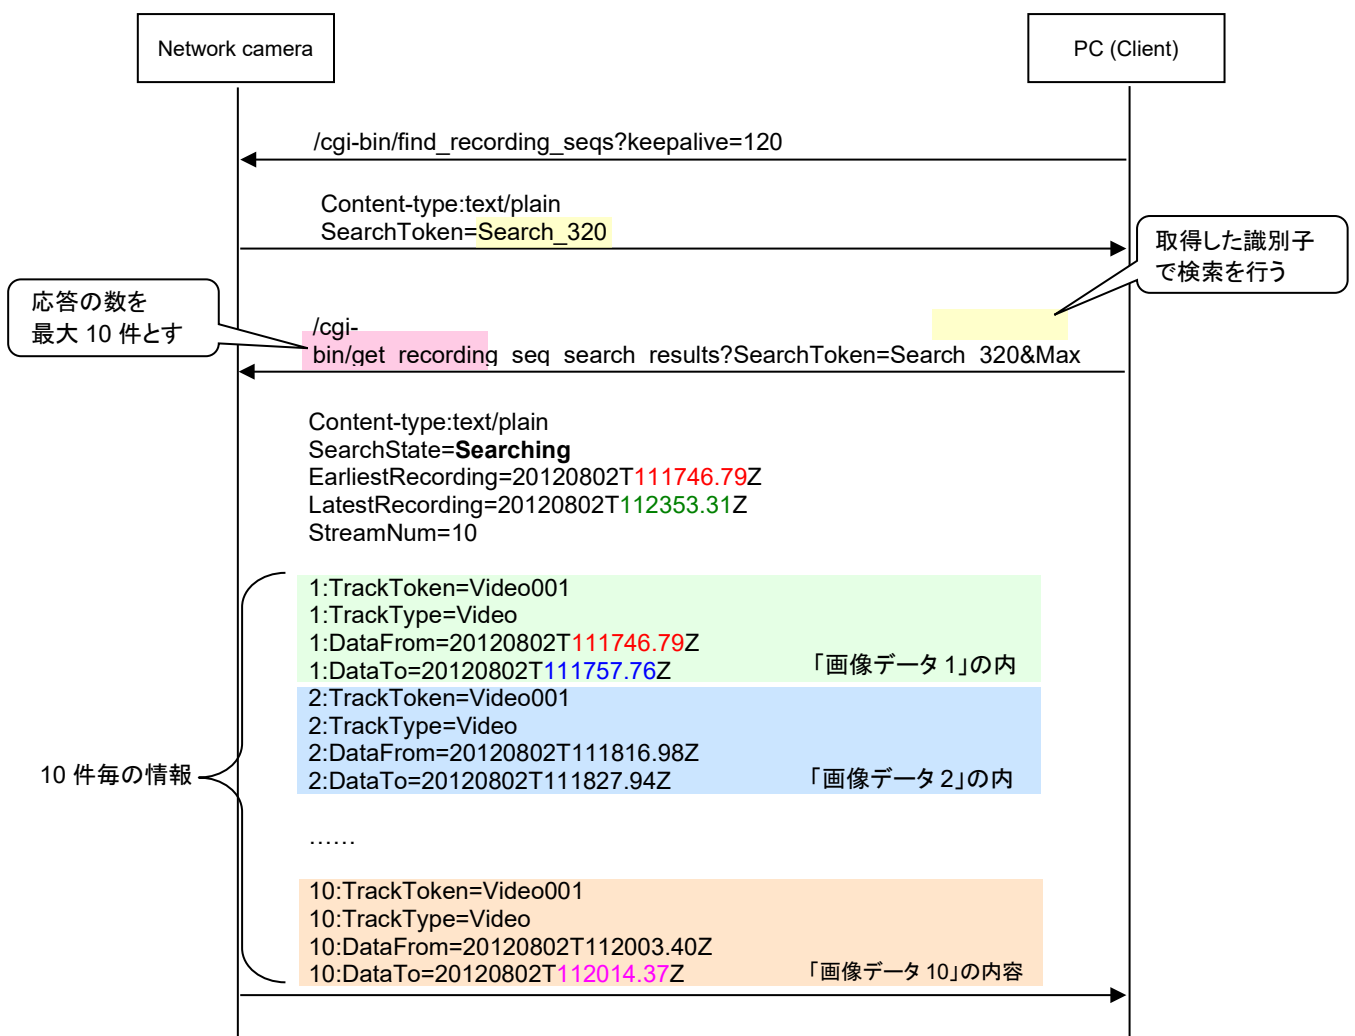 Network camera
PC (Client)
/cgi-bin/find_recording_seqs?keepalive=120
Content-type:text/plain
SearchToken=Search_320
取得した識別子
で検索を行う
応答の数を
最大 10 件とす
/cgi-
bin/get_recording_seq_search_results?SearchToken=Search_320&Max
Content-type:text/plain
SearchState=Searching
EarliestRecording=20120802T111746.79Z
LatestRecording=20120802T112353.31Z
StreamNum=10
1:TrackToken=Video001
1:TrackType=Video
1:DataFrom=20120802T111746.79Z
1:DataTo=20120802T111757.76Z
「画像データ 1」の内
2:TrackToken=Video001
2:TrackType=Video
2:DataFrom=20120802T111816.98Z
2:DataTo=20120802T111827.94Z
「画像データ 2」の内
10 件毎の情報
……
10:TrackToken=Video001
10:TrackType=Video
10:DataFrom=20120802T112003.40Z
10:DataTo=20120802T112014.37Z
「画像データ 10」の内容